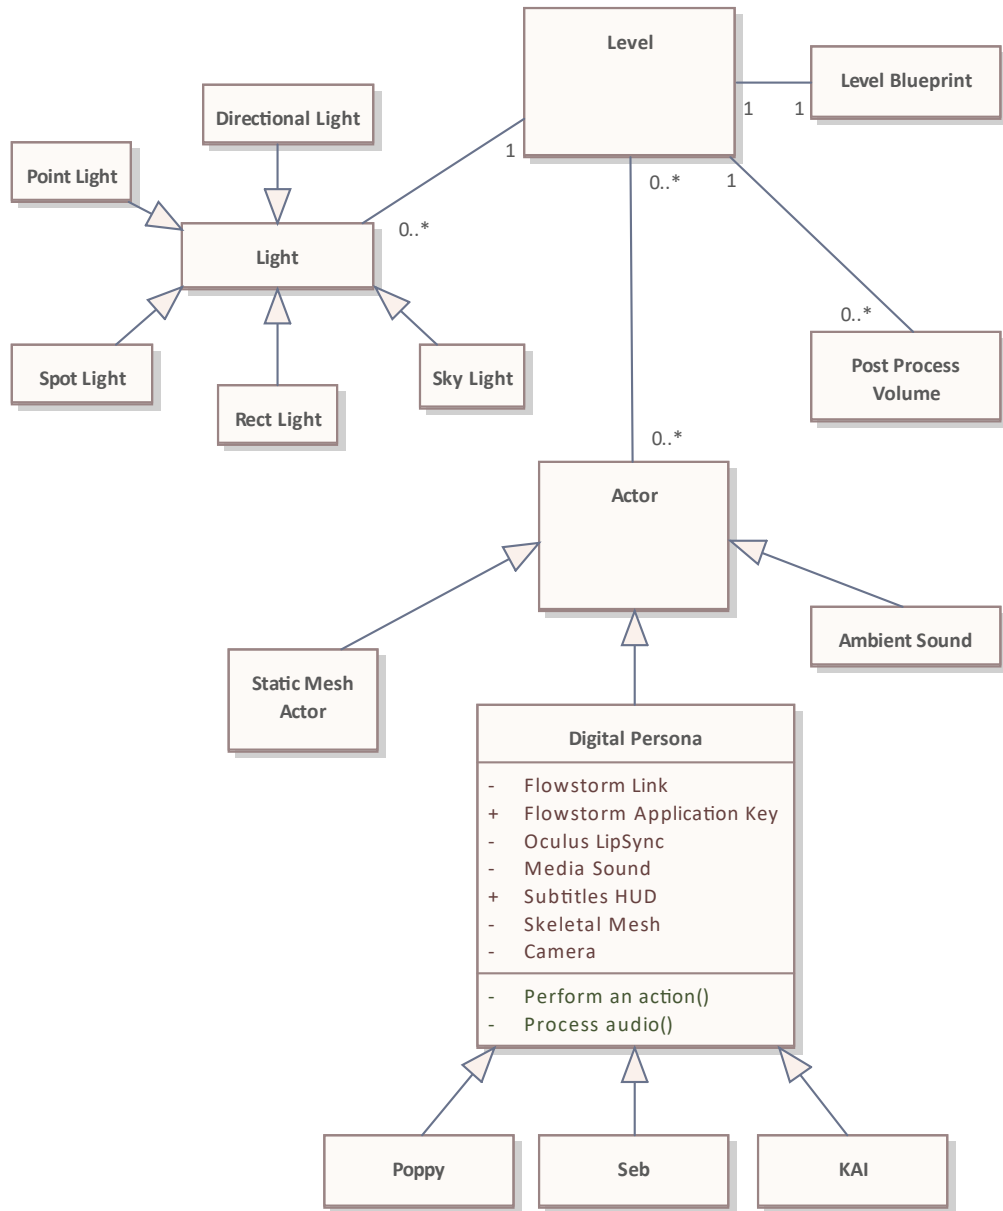 Level
Level Blueprint
Directional Light
1
1
Point Light
1
0..*
1
0..*
Light
0..*
Post Process
Volume
Spot Light
Sky Light
Rect Light
0..*
Actor
Ambient Sound
Static Mesh
Actor
Digital Persona
- Flowstorm Link
+ Flowstorm Application Key
- Oculus LipSync
- Media Sound
+ Subtitles HUD
- Skeletal Mesh
- Camera
- Perform an action()
- Process audio()
Poppy
Seb
KAI